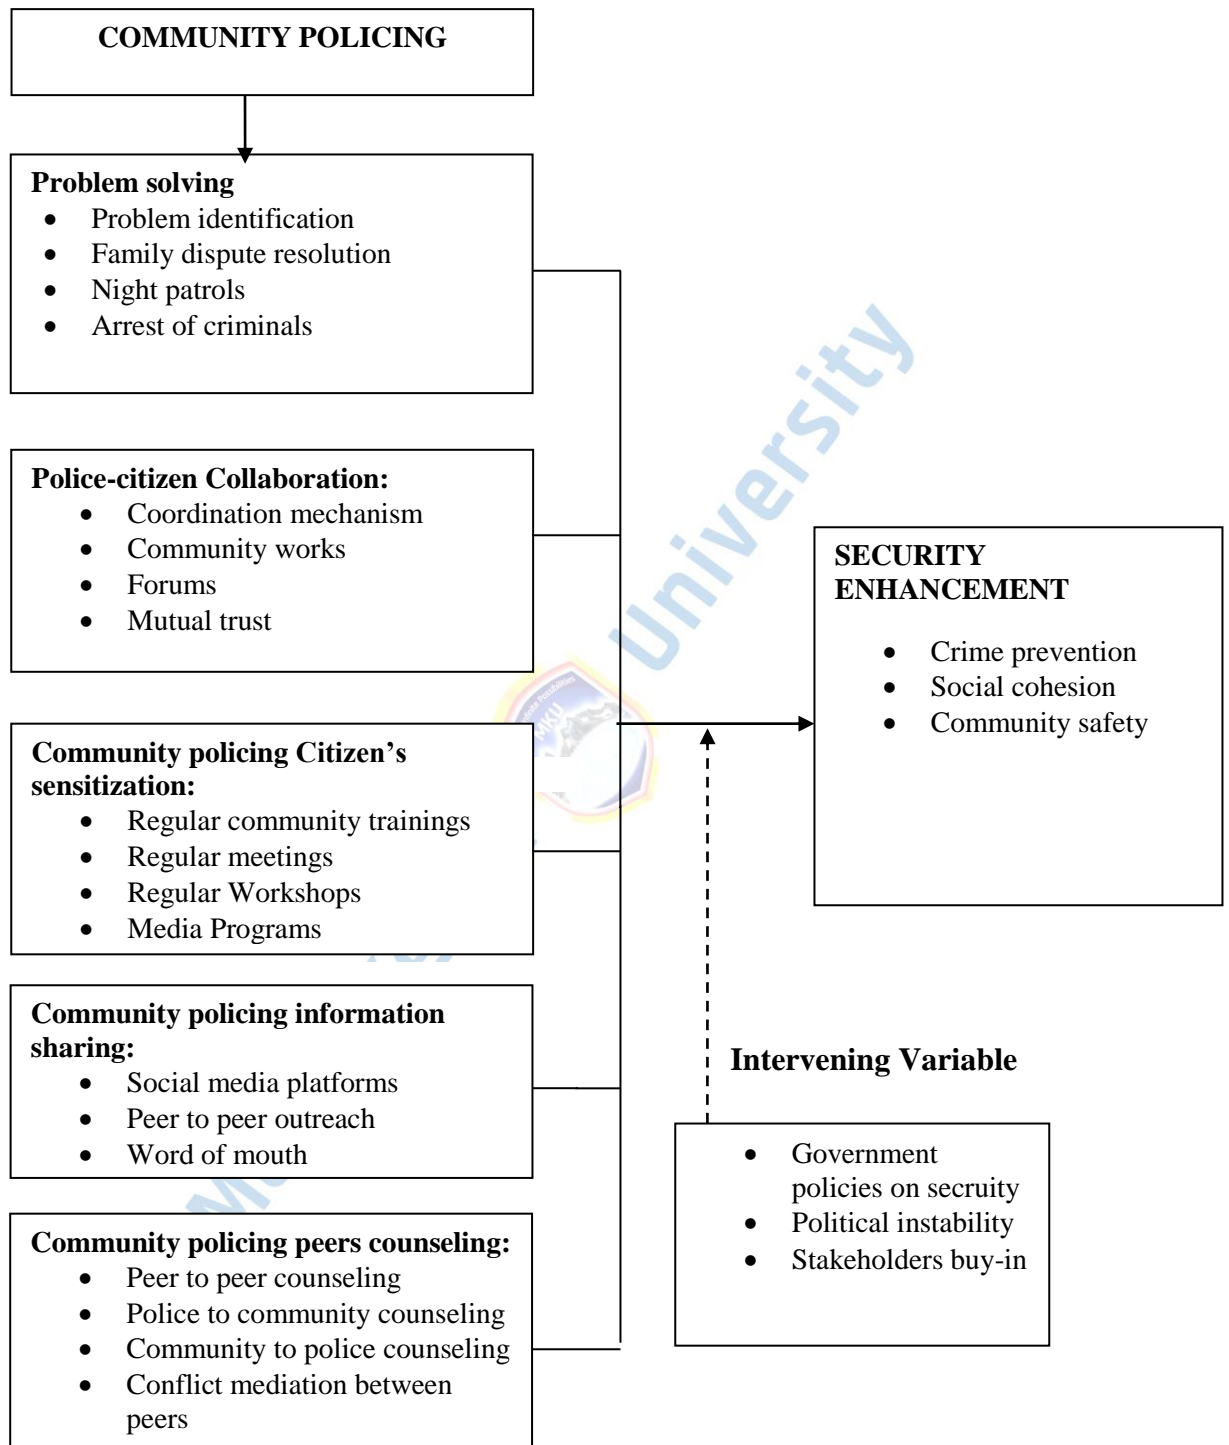 COMMUNITY POLICING
Problem solving
• Problem identification
• Family dispute resolution
• Night patrols
• Arrest of criminals
Police-citizen Collaboration:
• Coordination mechanism
• Community works
• Forums
• Mutual trust
Community policing Citizen’s
sensitization:
• Regular community trainings
• Regular meetings
• Regular Workshops
• Media Programs
Community policing information
sharing:
• Social media platforms
• Peer to peer outreach
• Word of mouth
Community policing peers counseling:
• Peer to peer counseling
• Police to community counseling
• Community to police counseling
• Conflict mediation between
peers
SECURITY
ENHANCEMENT
• Crime prevention
• Social cohesion
• Community safety
Intervening Variable
• Government
policies on secruity
• Political instability
• Stakeholders buy-in
University
MKU